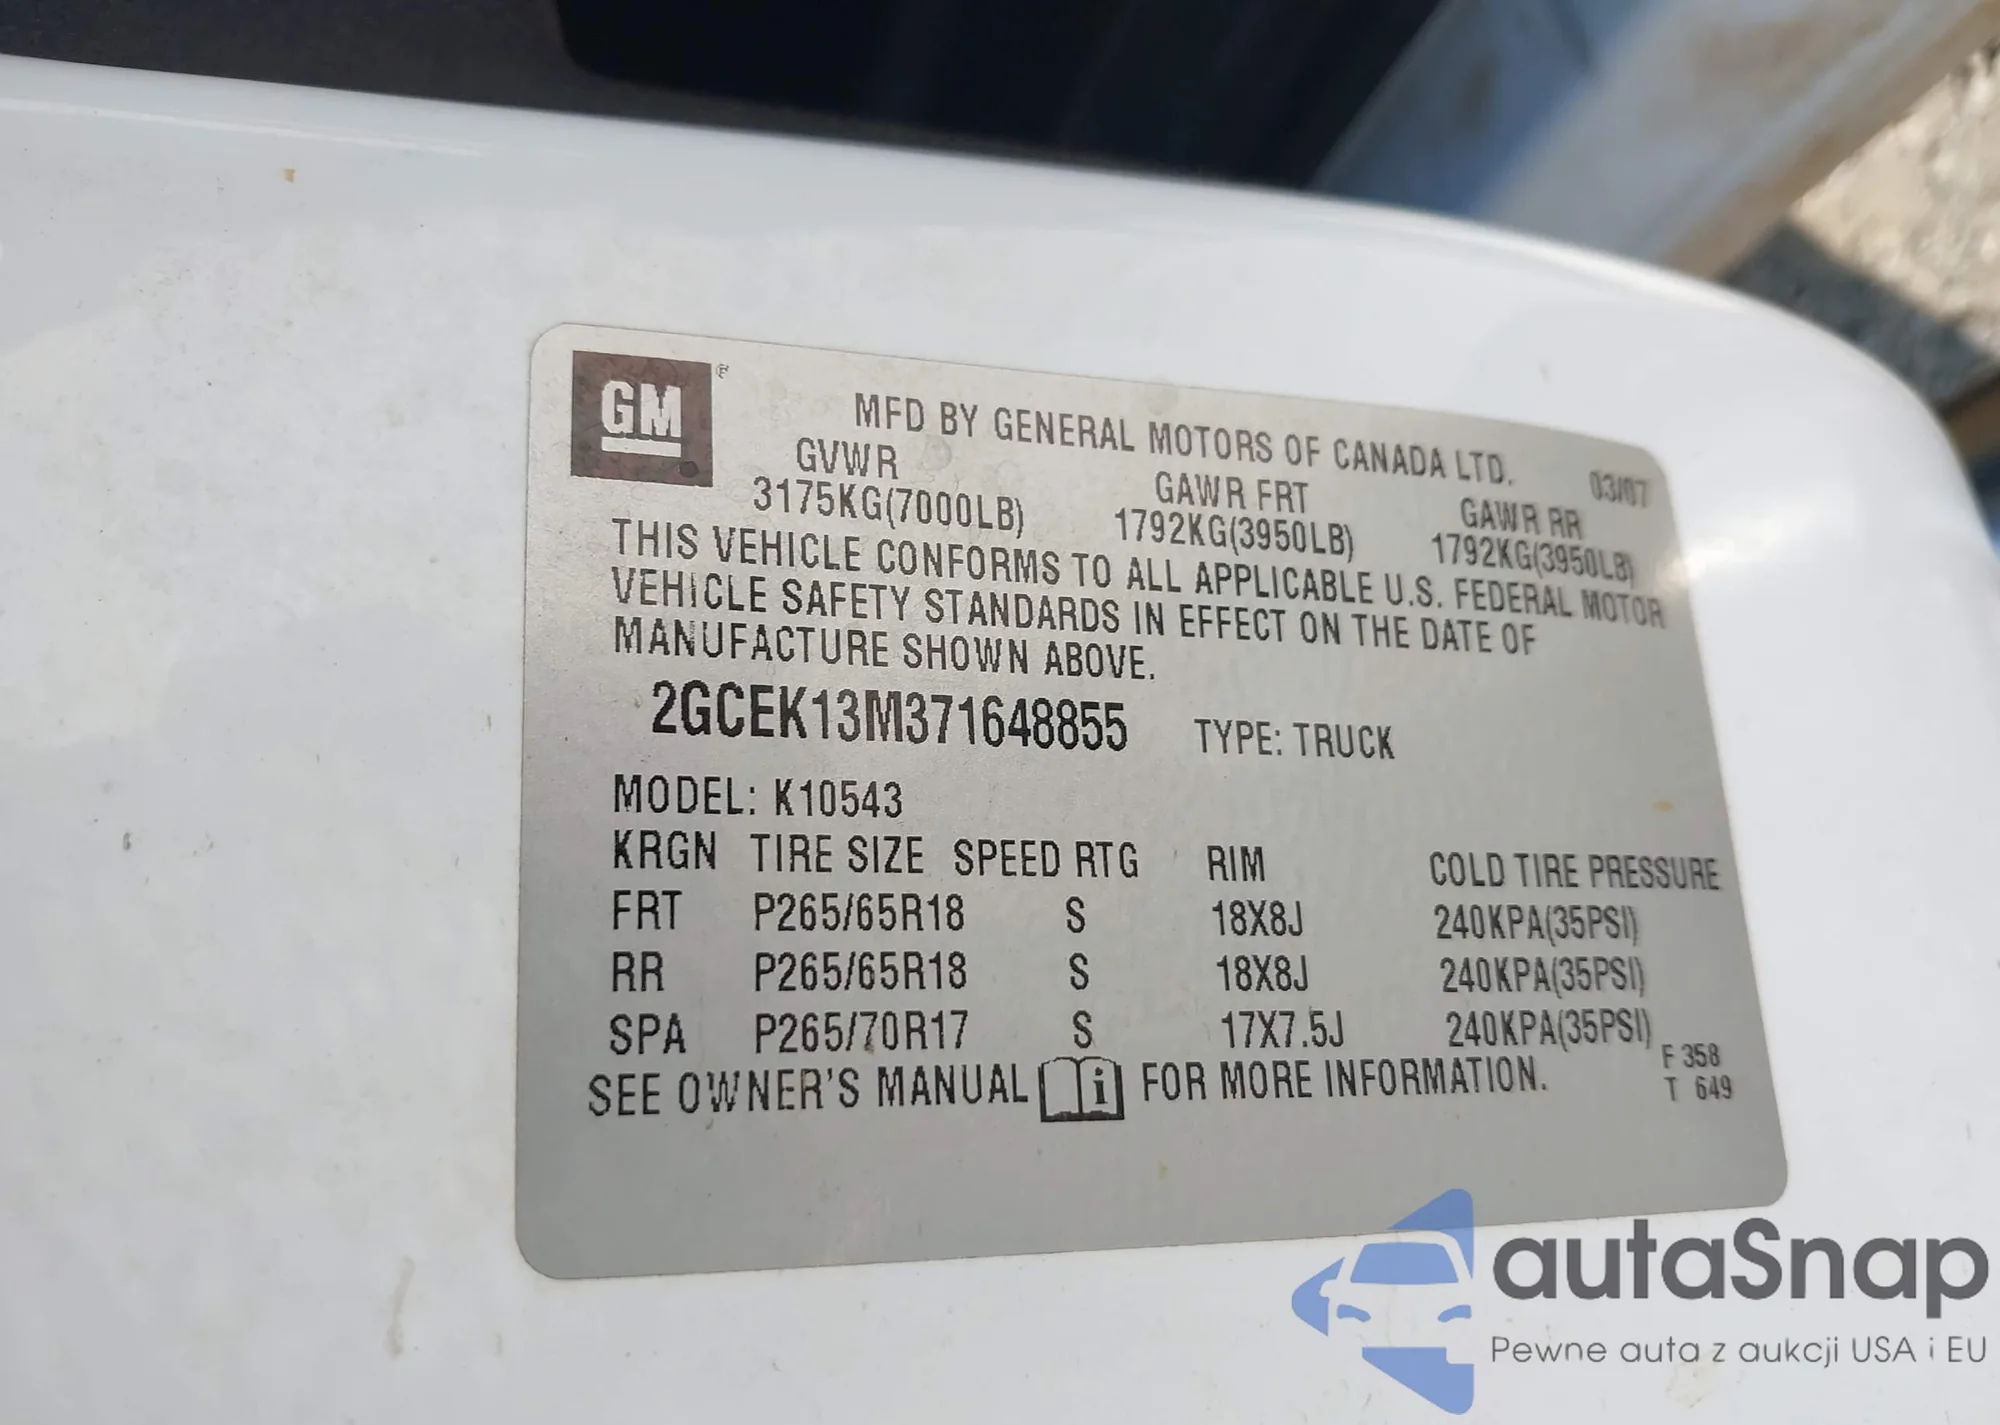 GM
MFD BY GENERAL MOTORS OF CANADA LTD. 03/07
GVWR GAWR FRT GAWR RR
3175KG(7000LB) 1792KG(3950LB) 1792KG(3950LB)
THIS VEHICLE CONFORMS TO ALL APPLICABLE U.S. FEDERAL MOTOR
VEHICLE SAFETY STANDARDS IN EFFECT ON THE DATE OF
MANUFACTURE SHOWN ABOVE.
2GCEK13M371648855 TYPE: TRUCK
MODEL: K10543
KRGN TIRE SIZE SPEED RTG RIM COLD TIRE PRESSURE
FRT P265/65R18 S 18X8J 240KPA(35PSI)
RR P265/65R18 S 18X8J 240KPA(35PSI)
SPA P265/70R17 S 17X7.5J 240KPA(35PSI)
SEE OWNER'S MANUAL i FOR MORE INFORMATION.
F 358
T 649
autaSnap
Pewne auta z aukcji USA i EU